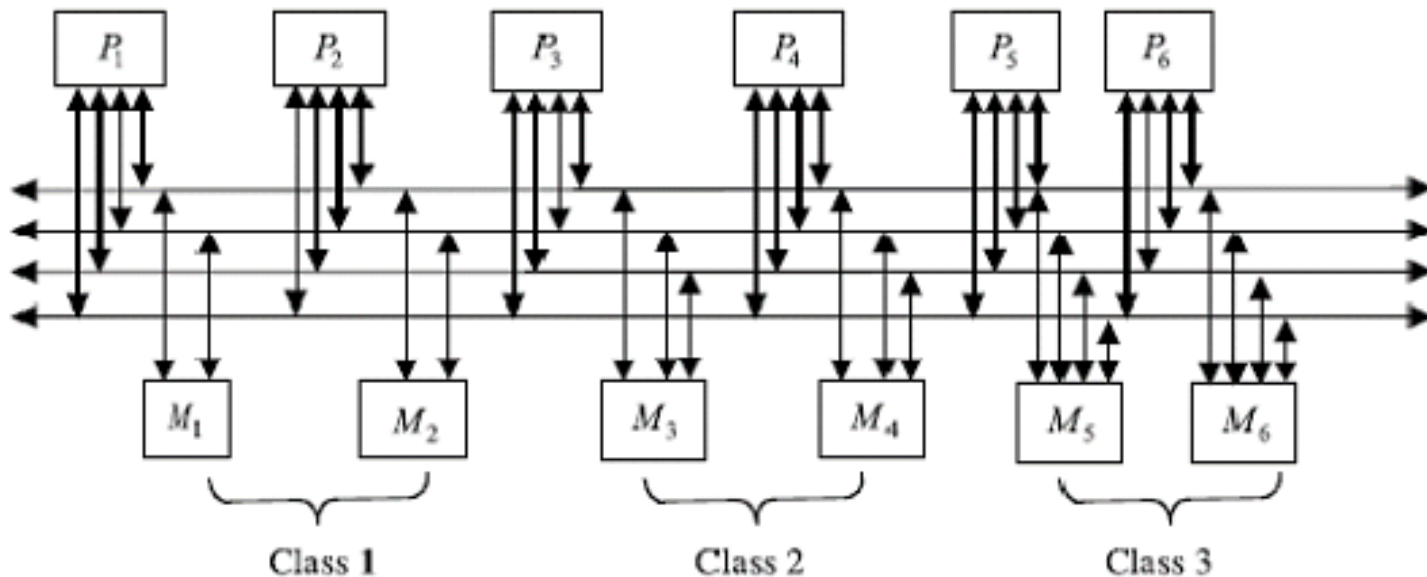 P₁ P₂ P₃ P₄ P₅ P₆
M₁ M₂ M₃ M₄ M₅ M₆
Class 1 Class 2 Class 3